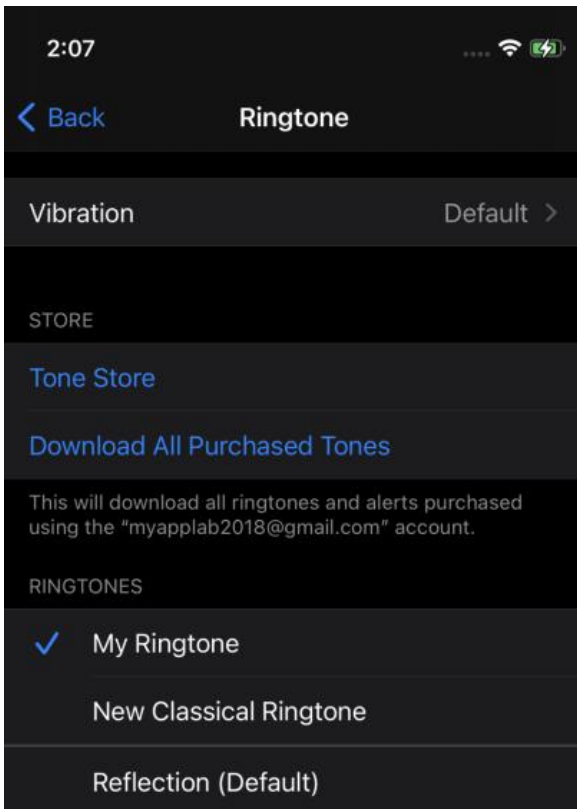 2:07
Back
Ringtone
Vibration
Default
STORE
Tone Store
Download All Purchased Tones
This will download all ringtones and alerts purchased
using the “myapplab2018@gmail.com” account.
RINGTONES
My Ringtone
New Classical Ringtone
Reflection (Default)